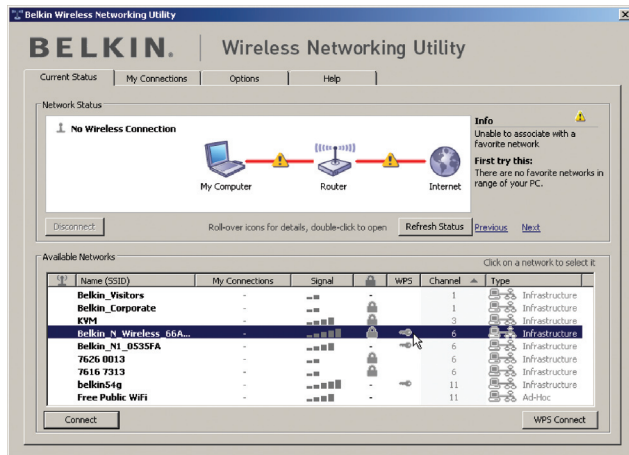 Belkin Wireless Networking Utility
BELKIN. | Wireless Networking Utility
Current Status My Connections Options Help
Network Status
No Wireless Connection
My Computer Router Internet
Info
Unable to associate with a
favorite network
First try this:
There are no favorite networks in
range of your PC.
Disconnect Roll-over icons for details, double-click to open Refresh Status Previous Next
Available Networks
Click on a network to select it
Name (SSID) My Connections Signal WPS Channel Type
Belkin_Visitors - - 1 Infrastructure
Belkin_Corporate - 1 Infrastructure
KVM - 3 Infrastructure
Belkin_N_Wireless_66A... - 6 Infrastructure
Belkin_N1_0535FA - - 6 Infrastructure
7626 0013 - 6 Infrastructure
7616 7313 - 6 Infrastructure
belkin54g - - 11 Infrastructure
Free Public WiFi - - 11 Ad-Hoc
Connect WPS Connect